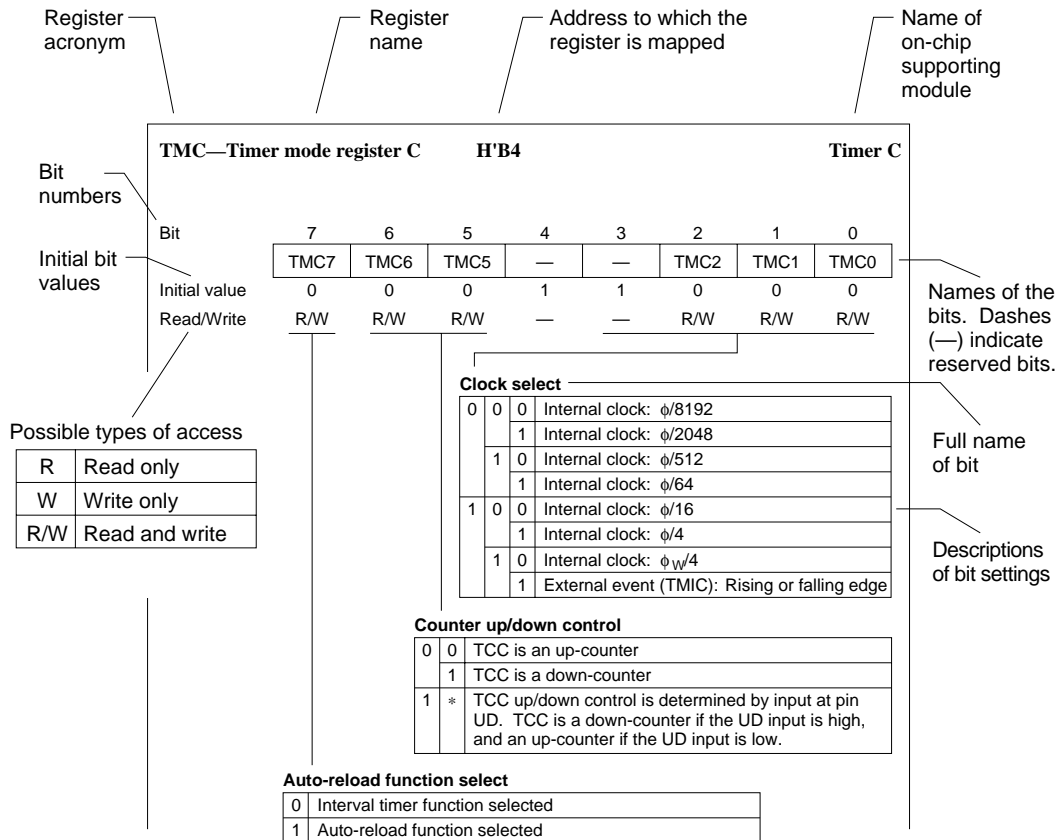 Register
acronym
Register
name
Address to which the
register is mapped
Name of
on-chip
supporting
module
TMC—Timer mode register C H'B4 Timer C
Bit
numbers
Bit 7 6 5 4 3 2 1 0
TMC7 TMC6 TMC5 — — TMC2 TMC1 TMC0
Initial bit
values
Initial value 0 0 0 1 1 0 0 0
Read/Write R/W R/W R/W — — R/W R/W R/W
Names of the
bits. Dashes
(—) indicate
reserved bits.
Clock select
0 0 0 Internal clock: ϕ/8192
1 Internal clock: ϕ/2048
1 0 Internal clock: ϕ/512
1 Internal clock: ϕ/64
1 0 0 Internal clock: ϕ/16
1 Internal clock: ϕ/4
1 0 Internal clock: ϕW/4
1 External event (TMIC): Rising or falling edge
Full name
of bit
Descriptions
of bit settings
Possible types of access
R Read only
W Write only
R/W Read and write
Counter up/down control
0 0 TCC is an up-counter
1 TCC is a down-counter
1 * TCC up/down control is determined by input at pin
UD. TCC is a down-counter if the UD input is high,
and an up-counter if the UD input is low.
Auto-reload function select
0 Interval timer function selected
1 Auto-reload function selected